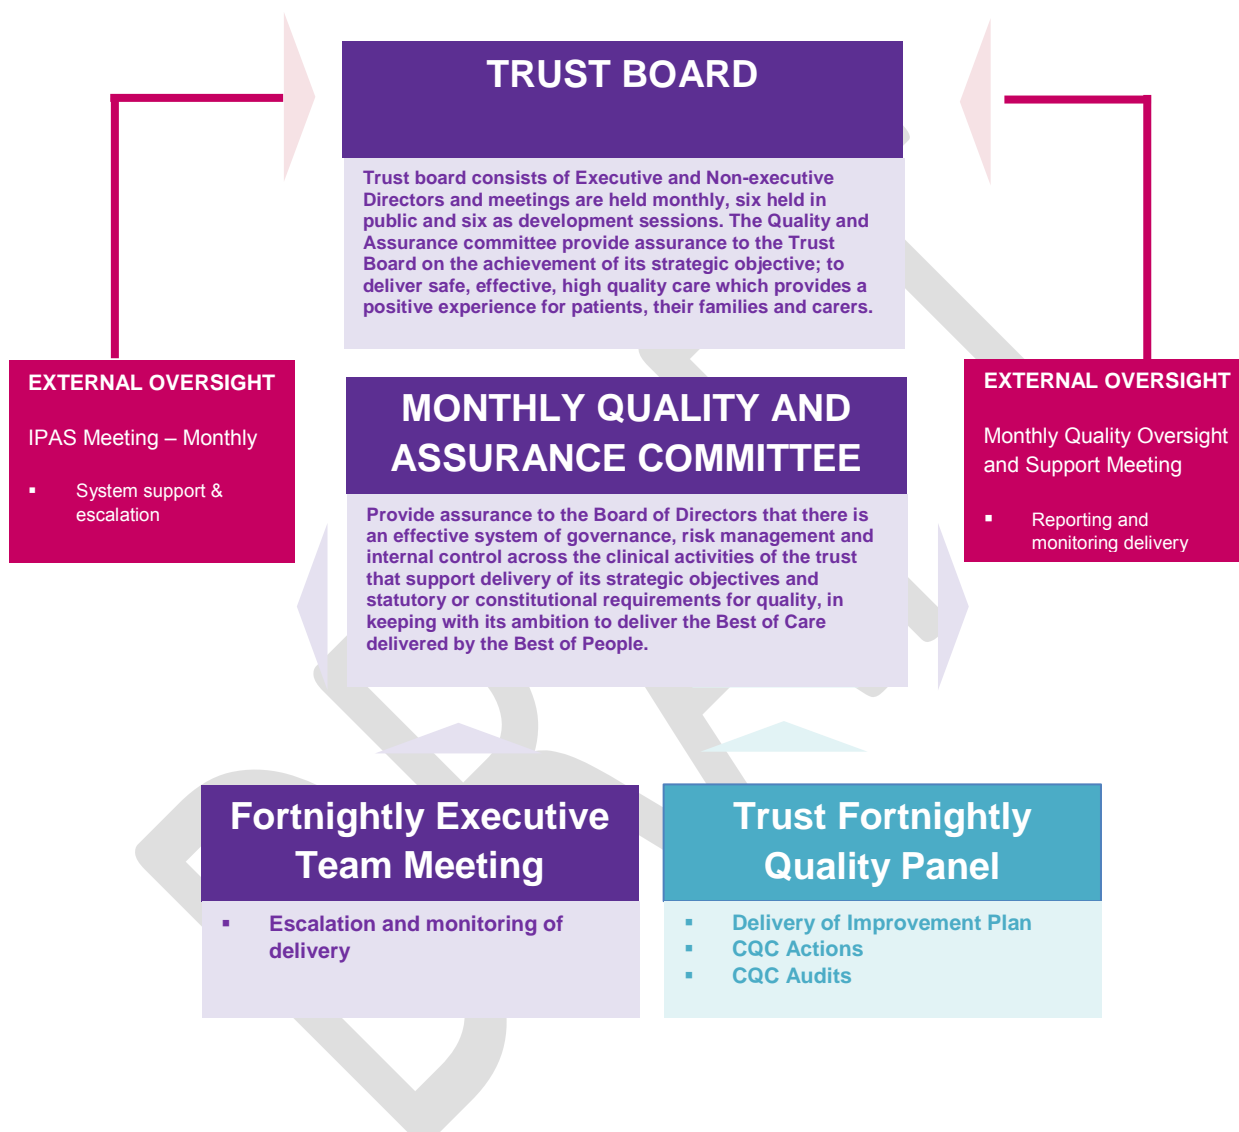 TRUST BOARD
Trust board consists of Executive and Non-executive
Directors and meetings are held monthly, six held in
public and six as development sessions. The Quality and
Assurance committee provide assurance to the Trust
Board on the achievement of its strategic objective; to
deliver safe, effective, high quality care which provides a
positive experience for patients, their families and carers.
EXTERNAL OVERSIGHT
IPAS Meeting – Monthly
▪ System support &
escalation
MONTHLY QUALITY AND
ASSURANCE COMMITTEE
Provide assurance to the Board of Directors that there is
an effective system of governance, risk management and
internal control across the clinical activities of the trust
that support delivery of its strategic objectives and
statutory or constitutional requirements for quality, in
keeping with its ambition to deliver the Best of Care
delivered by the Best of People.
EXTERNAL OVERSIGHT
Monthly Quality Oversight
and Support Meeting
▪ Reporting and
monitoring delivery
Fortnightly Executive
Team Meeting
▪ Escalation and monitoring of
delivery
Trust Fortnightly
Quality Panel
▪ Delivery of Improvement Plan
▪ CQC Actions
▪ CQC Audits